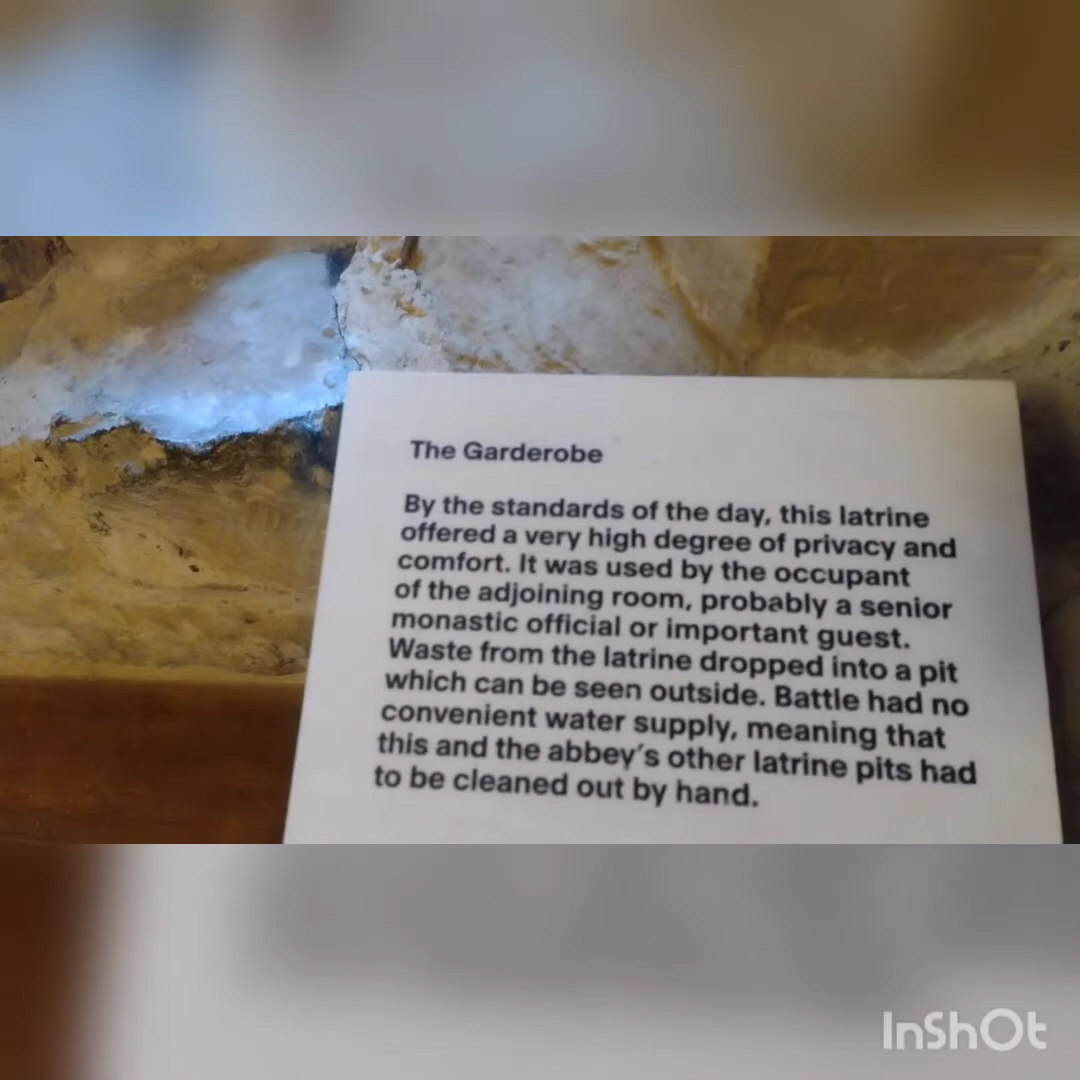 The Garderobe
By the standards of the day, this latrine
offered a very high degree of privacy and
comfort. It was used by the occupant
of the adjoining room, probably a senior
monastic official or important guest.
Waste from the latrine dropped into a pit
which can be seen outside. Battle had no
convenient water supply, meaning that
this and the abbey's other latrine pits had
to be cleaned out by hand.
InShOt